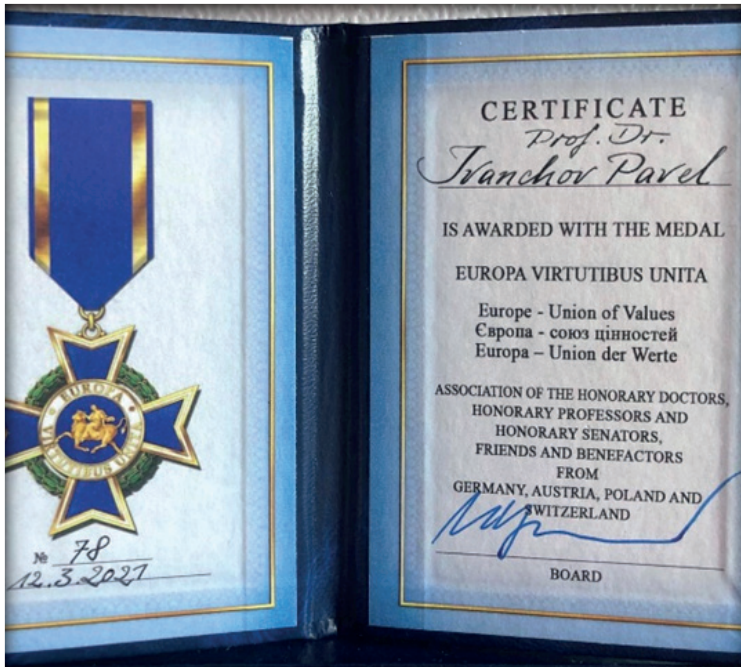 EUROPA
VIRTUTIBUS UNITA
№ 78
12.3.2021
CERTIFICATE
Prof. Dr.
Ivanchov Pavel
IS AWARDED WITH THE MEDAL
EUROPA VIRTUTIBUS UNITA
Europe - Union of Values
Європа - союз цінностей
Europa – Union der Werte
ASSOCIATION OF THE HONORARY DOCTORS,
HONORARY PROFESSORS AND
HONORARY SENATORS,
FRIENDS AND BENEFACTORS
FROM
GERMANY, AUSTRIA, POLAND AND
SWITZERLAND
BOARD